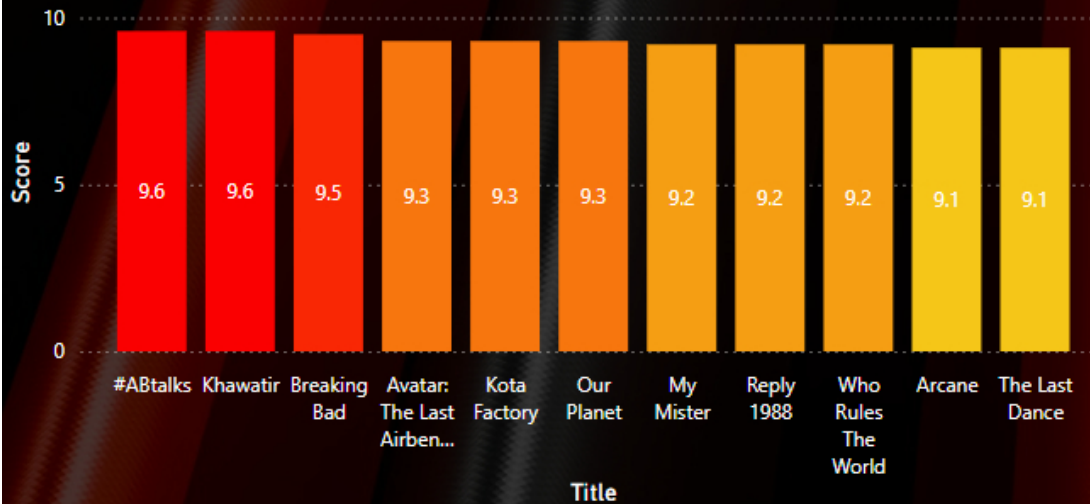 10
Score
5
0
9.6
9.6
9.5
9.3
9.3
9.3
9.2
9.2
9.2
9.1
9.1
#ABtalks
Khawatir
Breaking
Bad
Avatar:
The Last
Airben...
Kota
Factory
Our
Planet
My
Mister
Reply
1988
Who
Rules
The
World
Arcane
The Last
Dance
Title